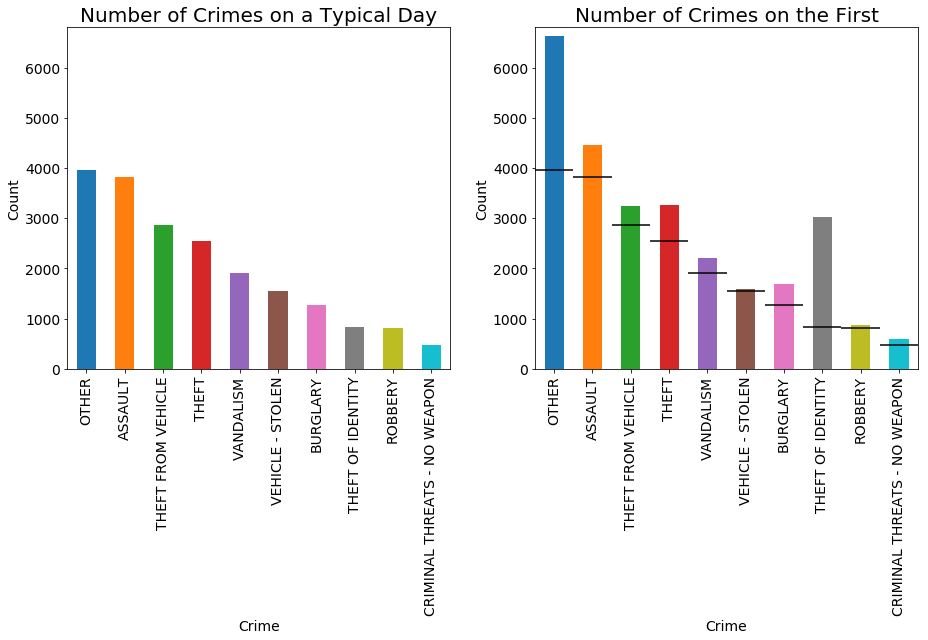 Number of Crimes on a Typical Day
6000
5000
4000
3000
2000
1000
0
Count
OTHER
ASSAULT
THEFT FROM VEHICLE
THEFT
VANDALISM
VEHICLE - STOLEN
BURGLARY
THEFT OF IDENTITY
ROBBERY
CRIMINAL THREATS - NO WEAPON
Crime
Number of Crimes on the First
6000
5000
4000
3000
2000
1000
0
Count
OTHER
ASSAULT
THEFT FROM VEHICLE
THEFT
VANDALISM
VEHICLE - STOLEN
BURGLARY
THEFT OF IDENTITY
ROBBERY
CRIMINAL THREATS - NO WEAPON
Crime